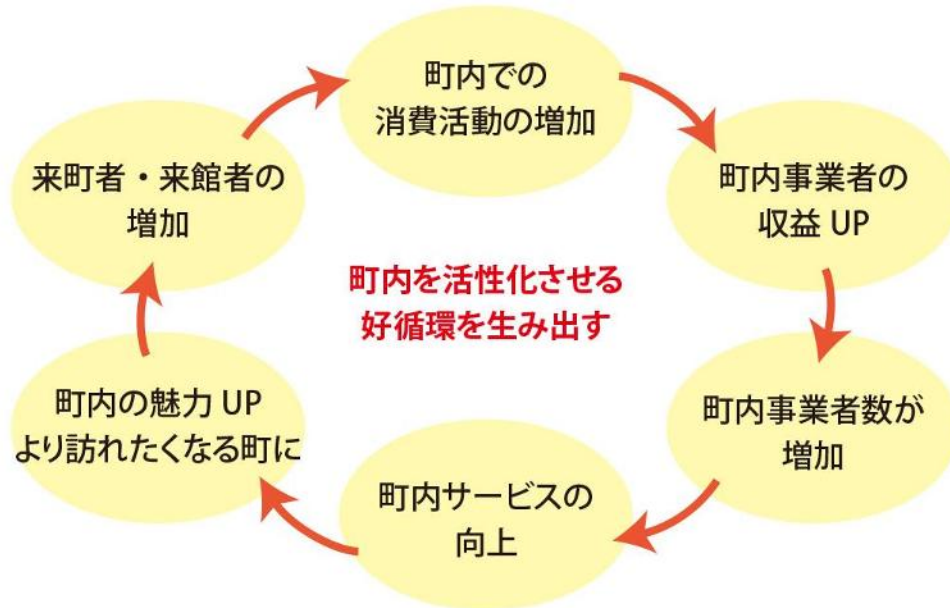 町内での
消費活動の増加
町内事業者の
収益 UP
町内事業者数が
増加
町内サービスの
向上
町内の魅力 UP
より訪れたくなる町に
来町者・来館者の
増加
町内を活性化させる
好循環を生み出す